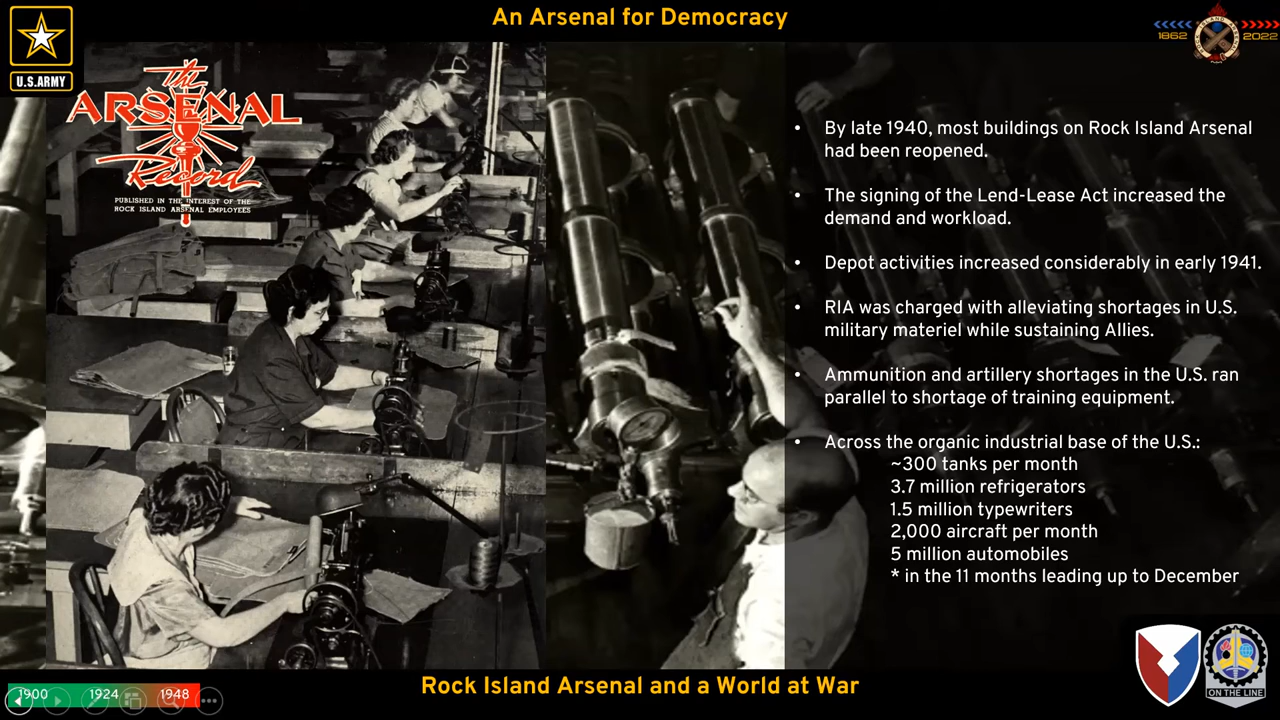 An Arsenal for Democracy
U.S.ARMY
1862
2022
the
ARSENAL
Record
PUBLISHED IN THE INTEREST OF THE
ROCK ISLAND ARSENAL EMPLOYEES
• By late 1940, most buildings on Rock Island Arsenal
had been reopened.
• The signing of the Lend-Lease Act increased the
demand and workload.
• Depot activities increased considerably in early 1941.
• RIA was charged with alleviating shortages in U.S.
military materiel while sustaining Allies.
• Ammunition and artillery shortages in the U.S. ran
parallel to shortage of training equipment.
• Across the organic industrial base of the U.S.:
~300 tanks per month
3.7 million refrigerators
1.5 million typewriters
2,000 aircraft per month
5 million automobiles
* in the 11 months leading up to December
ON THE LINE
1900
1924
1948
Rock Island Arsenal and a World at War